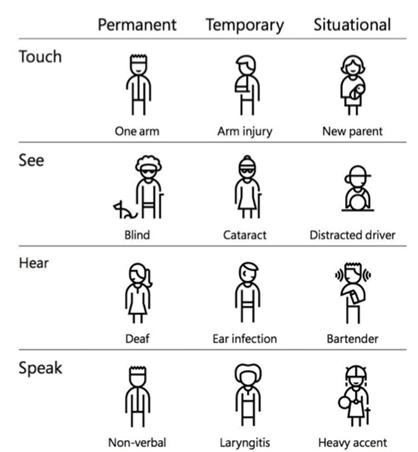 Permanent Temporary Situational
Touch
One arm Arm injury New parent
See
Blind Cataract Distracted driver
Hear
Deaf Ear infection Bartender
Speak
Non-verbal Laryngitis Heavy accent